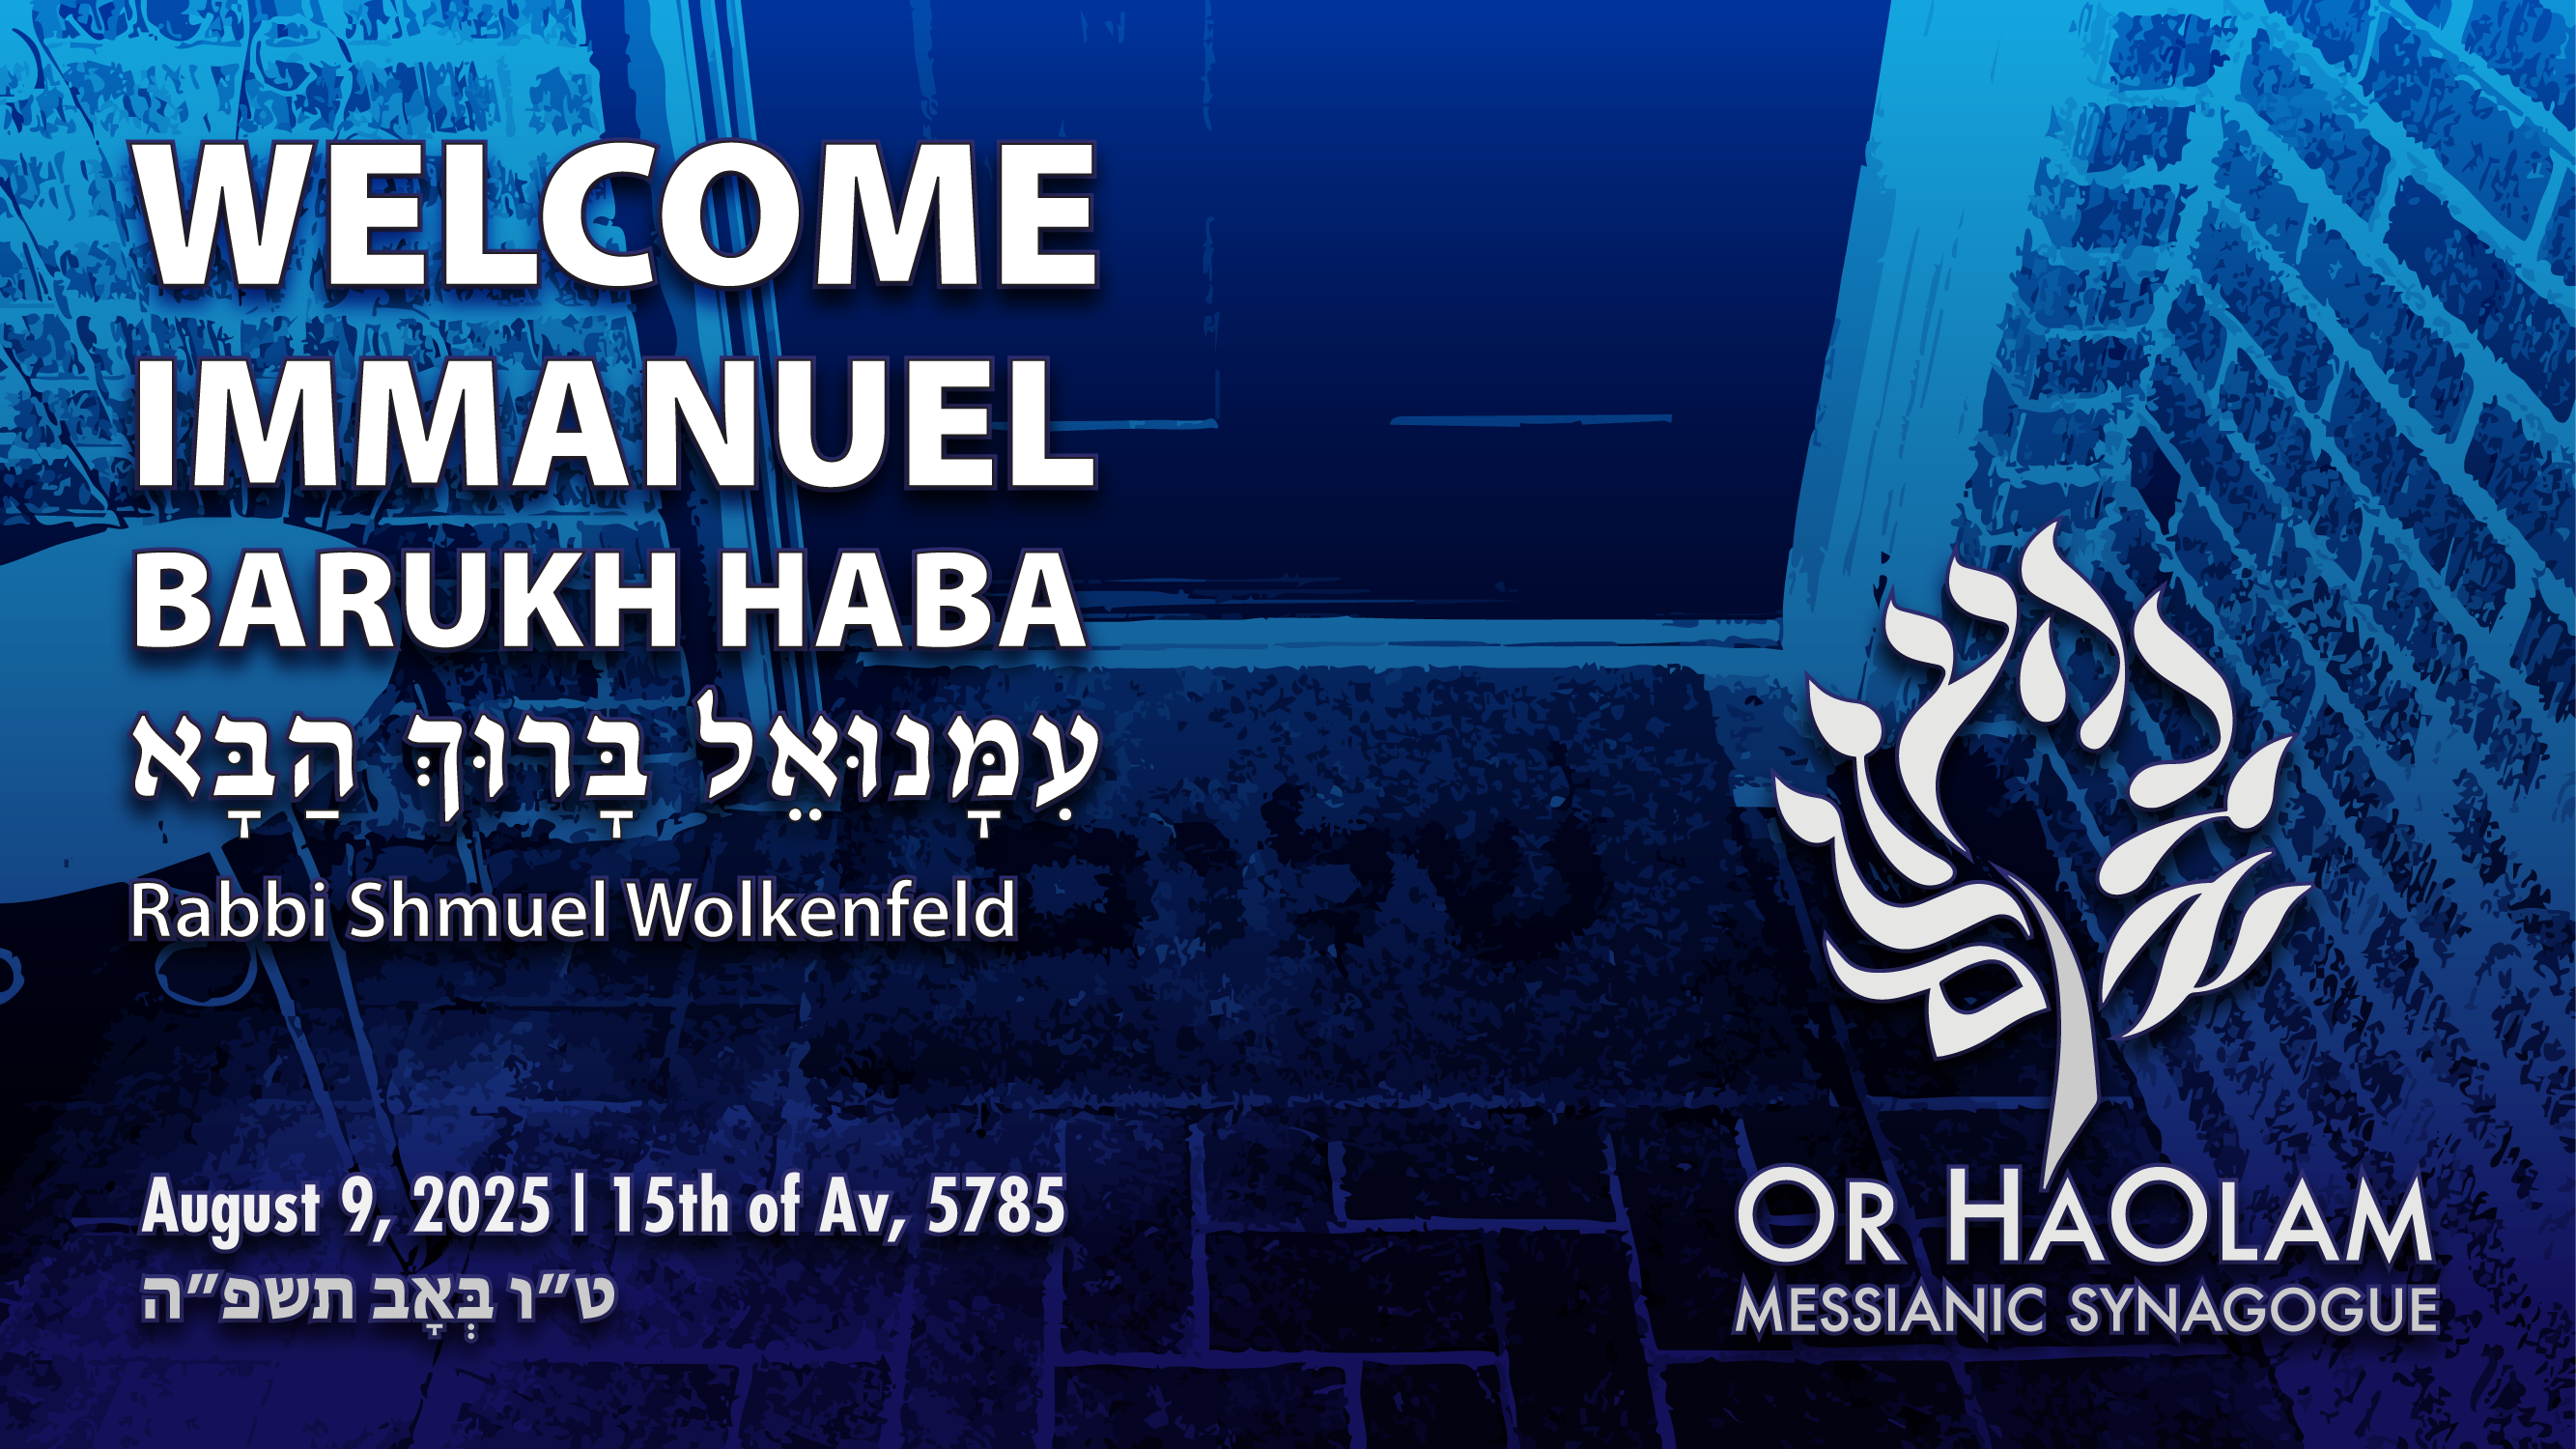 WELCOME
IMMANUEL
BARUKH HABA
עִמָּנוּאֵל בָּרוּךְ הַבָּא
Rabbi Shmuel Wolkenfeld
August 9, 2025 | 15th of Av, 5785
ט״ו בְּאָב תשפ״ה
OR HAOLAM
MESSIANIC SYNAGOGUE